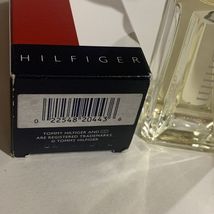 HILFIGER
0 22548 20443 6
TOMMY HILFIGER AND
ARE REGISTERED TRADEMARKS
© TOMMY HILFIGER